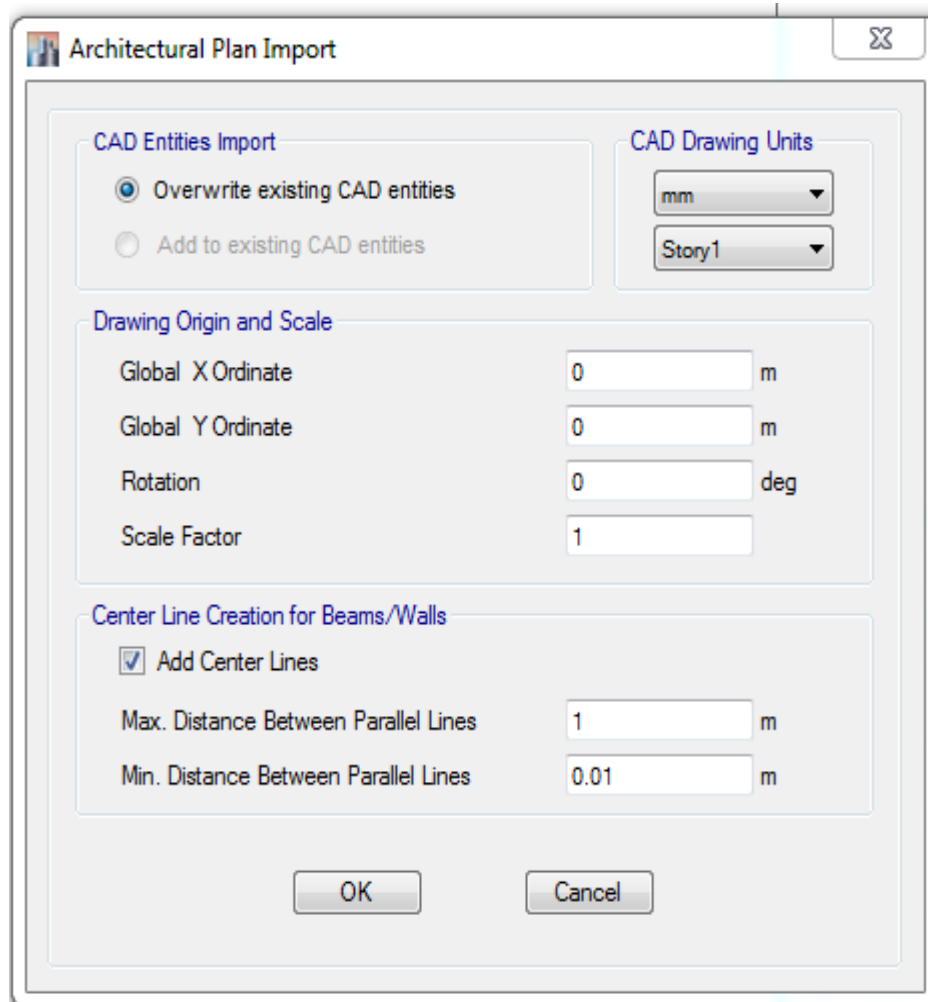 Architectural Plan Import
CAD Entities Import
Overwrite existing CAD entities
Add to existing CAD entities
CAD Drawing Units
mm
Story1
Drawing Origin and Scale
Global X Ordinate 0 m
Global Y Ordinate 0 m
Rotation 0 deg
Scale Factor 1
Center Line Creation for Beams/Walls
Add Center Lines
Max. Distance Between Parallel Lines 1 m
Min. Distance Between Parallel Lines 0.01 m
OK Cancel